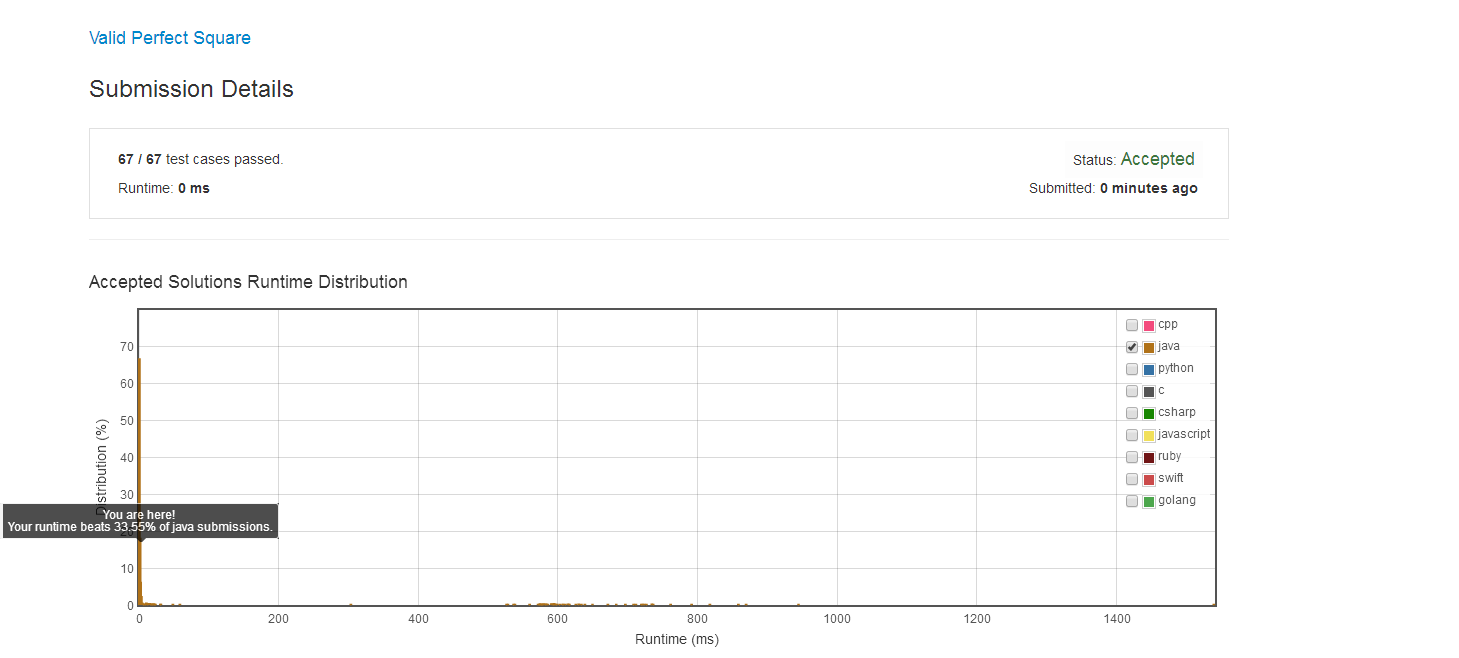 Valid Perfect Square
Submission Details
67 / 67 test cases passed.
Status: Accepted
Runtime: 0 ms
Submitted: 0 minutes ago
Accepted Solutions Runtime Distribution
cpp
java
python
c
csharp
javascript
ruby
swift
golang
70
60
50
40
30
20
10
0
Distribution (%)
You are here!
Your runtime beats 33.55% of java submissions.
0 200 400 600 800 1000 1200 1400
Runtime (ms)